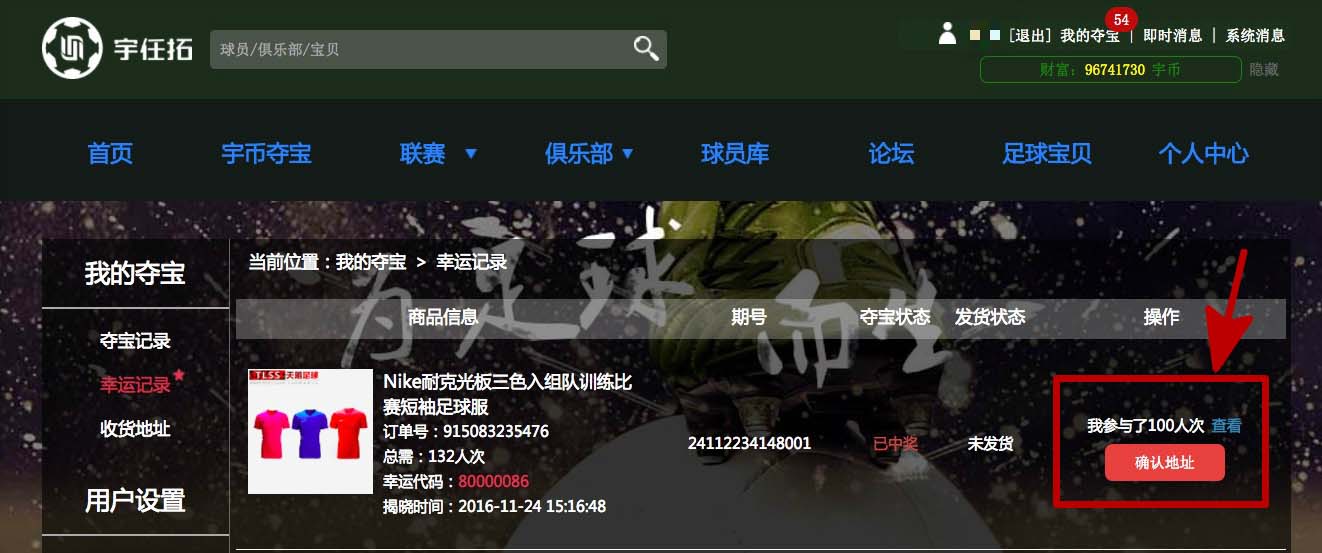 54
宇任拓
球员/俱乐部/宝贝
[退出] 我的夺宝 | 即时消息 | 系统消息
财富：96741730 宇币 隐藏
首页 宇币夺宝 联赛 ▼ 俱乐部 ▼ 球员库 论坛 足球宝贝 个人中心
为足球而生
我的夺宝
当前位置：我的夺宝 > 幸运记录
商品信息 期号 夺宝状态 发货状态 操作
夺宝记录
幸运记录
收货地址
用户设置
TLSS 天朗足球
Nike耐克光板三色入组队训练比
赛短袖足球服
订单号：915083235476
总需：132人次
幸运代码：80000086
揭晓时间：2016-11-24 15:16:48
24112234148001 已中奖 未发货
我参与了100人次 查看
确认地址